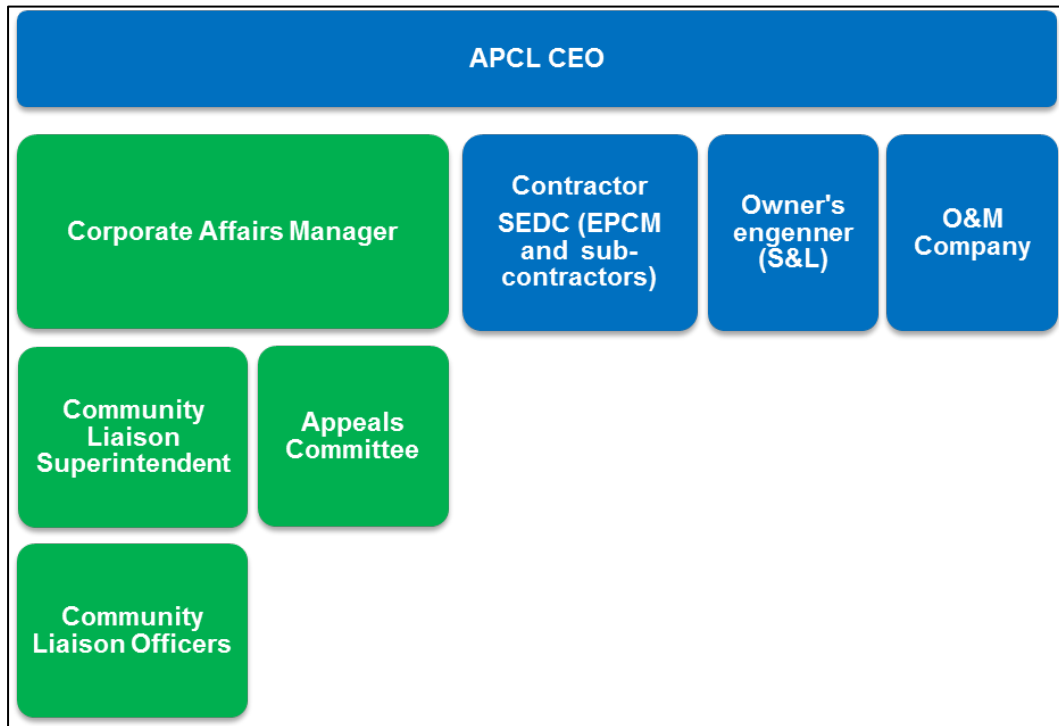 APCL CEO
Corporate Affairs Manager
Contractor
SEDC (EPCM
and sub-
contractors)
Owner's
engenner
(S&L)
O&M
Company
Community
Liaison
Superintendent
Appeals
Committee
Community
Liaison Officers